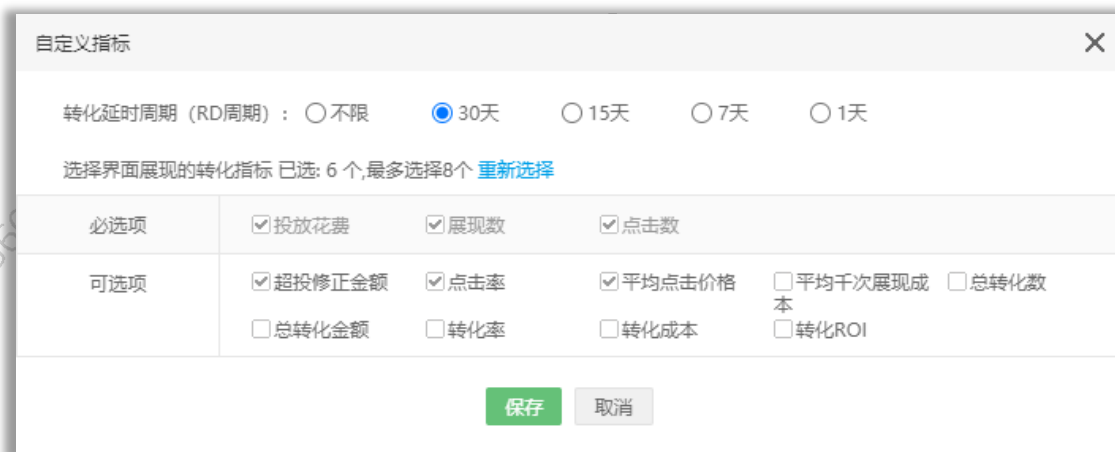 自定义指标
转化延时周期（RD周期）: 不限 30天 15天 7天 1天
选择界面展现的转化指标 已选: 6 个,最多选择8个 重新选择
必选项 投放花费 展现数 点击数
可选项 超投修正金额 点击率 平均点击价格 平均千次展现成本 总转化数
总转化金额 转化率 转化成本 转化ROI
保存 取消